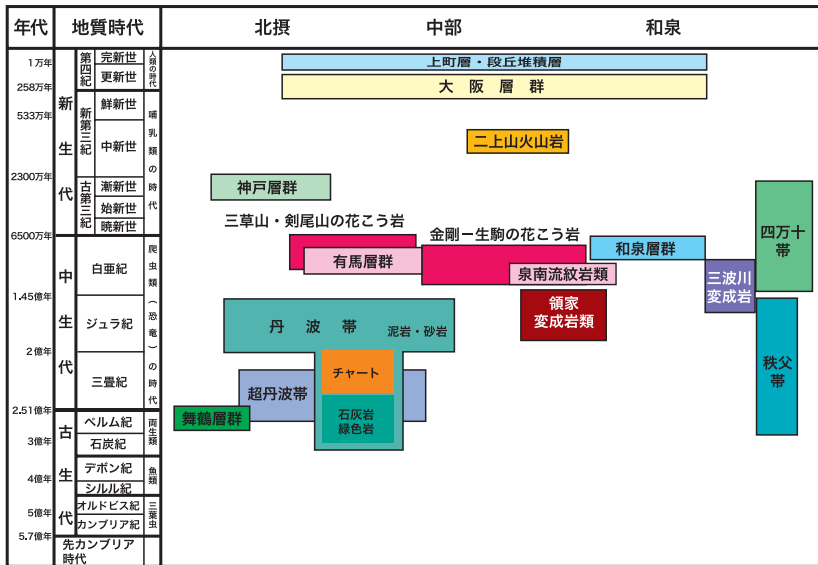 年代
地質時代
北摂
中部
和泉
1万年
258万年
533万年
2300万年
6500万年
1.45億年
2億年
2.51億年
3億年
4億年
5億年
5.7億年
新生代
中生代
古生代
先カンブリア
時代
第四紀
新第三紀
古第三紀
完新世
更新世
鮮新世
中新世
漸新世
始新世
暁新世
白亜紀
ジュラ紀
三畳紀
ペルム紀
石炭紀
デボン紀
シルル紀
オルドビス紀
カンブリア紀
人類の時代
哺乳類の時代
爬虫類(恐竜)の時代
両生類
魚類
三葉虫
上町層・段丘堆積層
大阪層群
二上山火山岩
神戸層群
三草山・剣尾山の花こう岩
金剛ー生駒の花こう岩
有馬層群
泉南流紋岩類
和泉層群
四万十
帯
三波川
変成岩
領家
変成岩類
丹波帯
泥岩・砂岩
チャート
超丹波帯
石灰岩
緑色岩
舞鶴層群
秩父
帯